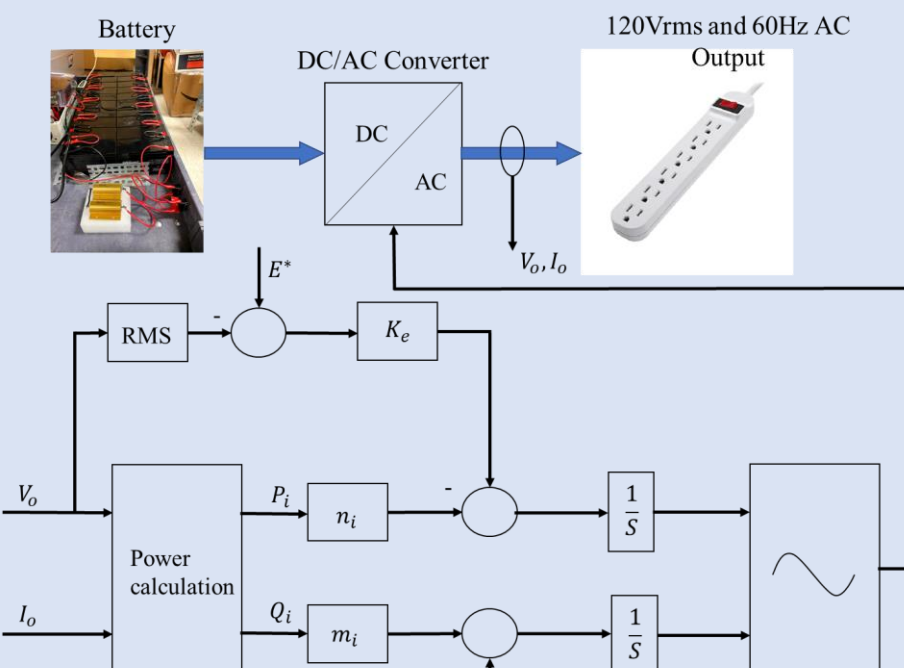 Battery
120Vrms and 60Hz AC
Output
DC/AC Converter
DC
AC
Vₒ, Iₒ
E*
-
RMS
Kₑ
Vₒ
Pᵢ
nᵢ
-
1
S
Power
calculation
Iₒ
Qᵢ
mᵢ
1
S